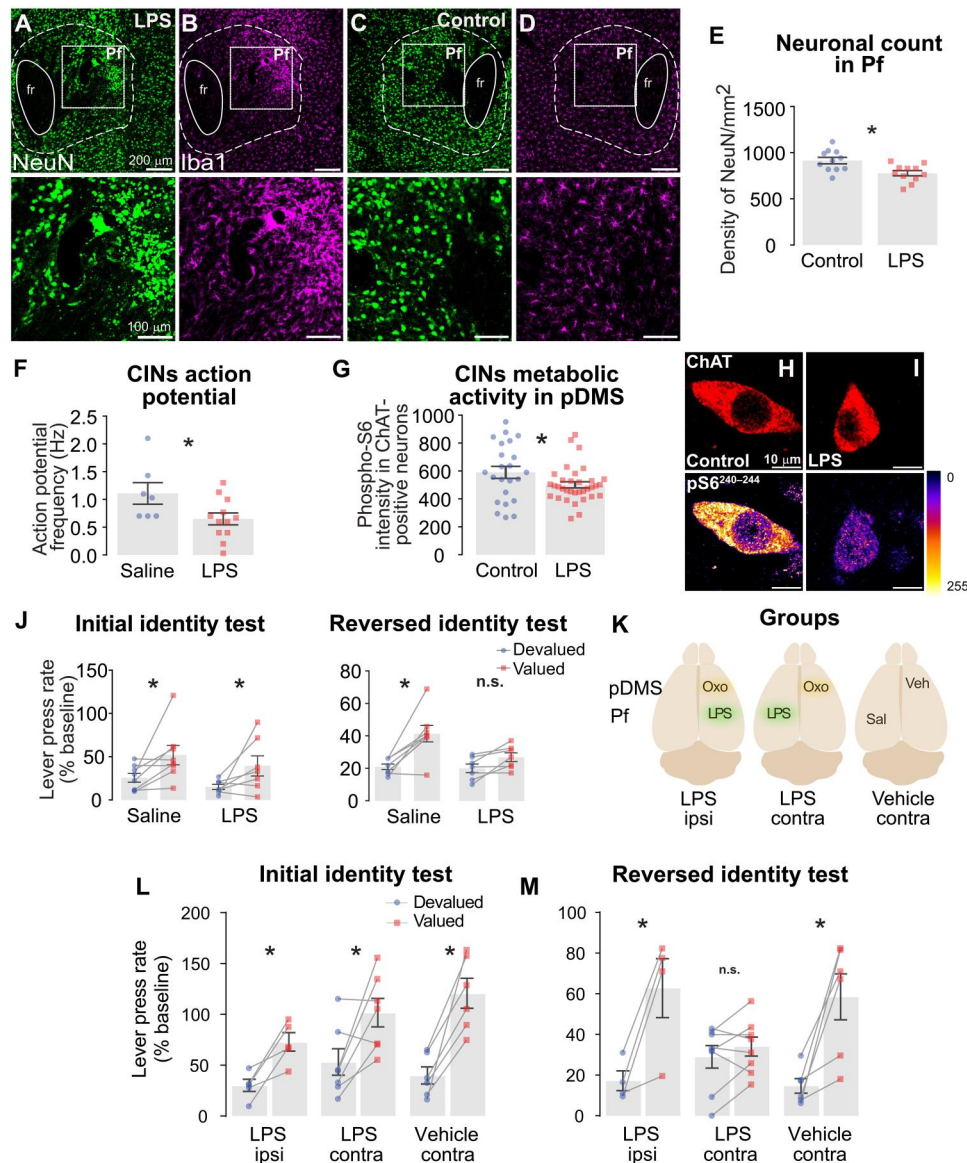 A
LPS
Pf
fr
NeuN
200 μm
B
Pf
fr
Iba1
C
Control
Pf
fr
D
Pf
fr
100 μm
E
Neuronal count
in Pf
Density of NeuN/mm²
1500
1000
500
0
*
Control
LPS
F
CINs action
potential
Action potential
frequency (Hz)
2.5
2.0
1.5
1.0
0.5
0.0
*
Saline
LPS
G
CINs metabolic
activity in pDMS
Phospho-S6
intensity in ChAT-
positive neurons
1000
800
600
400
200
0
*
Control
LPS
ChAT
H
Control
10 μm
I
LPS
pS6²⁴⁰⁻²⁴⁴
0
255
J
Initial identity test
Lever press rate
(% baseline)
150
100
50
0
*
*
Saline
LPS
Reversed identity test
Devalued
Valued
80
60
40
20
0
*
n.s.
Saline
LPS
K
Groups
pDMS
Pf
Oxo
LPS
Oxo
LPS
Veh
Sal
LPS
ipsi
LPS
contra
Vehicle
contra
L
Initial identity test
Devalued
Valued
Lever press rate
(% baseline)
200
150
100
50
0
*
*
*
LPS
ipsi
LPS
contra
Vehicle
contra
M
Reversed identity test
100
80
60
40
20
0
*
n.s.
*
LPS
ipsi
LPS
contra
Vehicle
contra